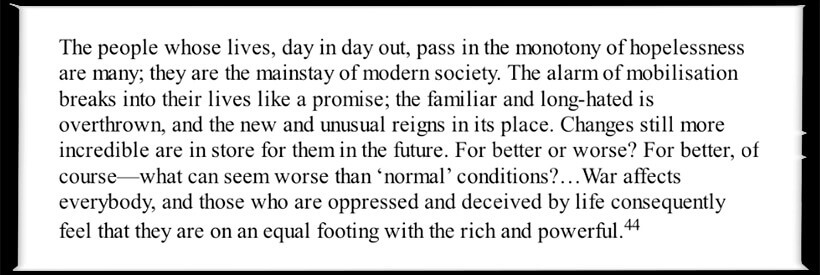 The people whose lives, day in day out, pass in the monotony of hopelessness
are many; they are the mainstay of modern society. The alarm of mobilisation
breaks into their lives like a promise; the familiar and long-hated is
overthrown, and the new and unusual reigns in its place. Changes still more
incredible are in store for them in the future. For better or worse? For better, of
course—what can seem worse than ‘normal’ conditions?…War affects
everybody, and those who are oppressed and deceived by life consequently
feel that they are on an equal footing with the rich and powerful.44